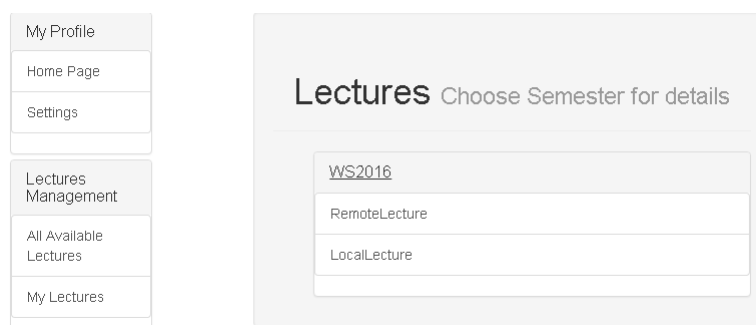 My Profile
Home Page
Settings
Lectures
Management
All Available
Lectures
My Lectures
Lectures Choose Semester for details
WS2016
RemoteLecture
LocalLecture